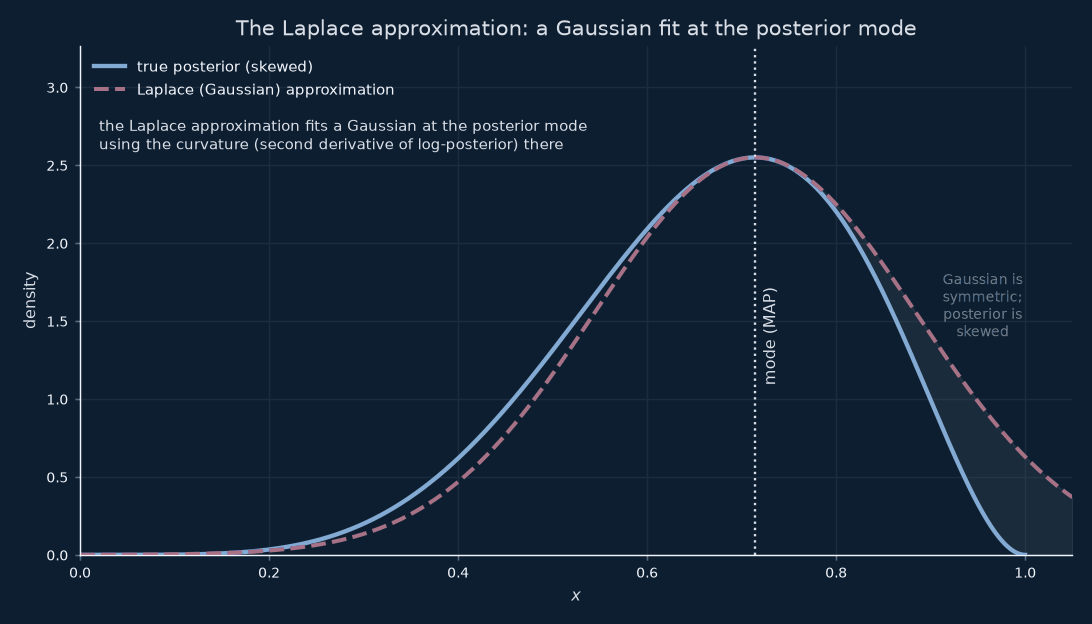 The Laplace approximation: a Gaussian fit at the posterior mode
true posterior (skewed)
Laplace (Gaussian) approximation
the Laplace approximation fits a Gaussian at the posterior mode
using the curvature (second derivative of log-posterior) there
Gaussian is
symmetric;
posterior is
skewed
mode (MAP)
density
3.0
2.5
2.0
1.5
1.0
0.5
0.0
0.0 0.2 0.4 0.6 0.8 1.0
x